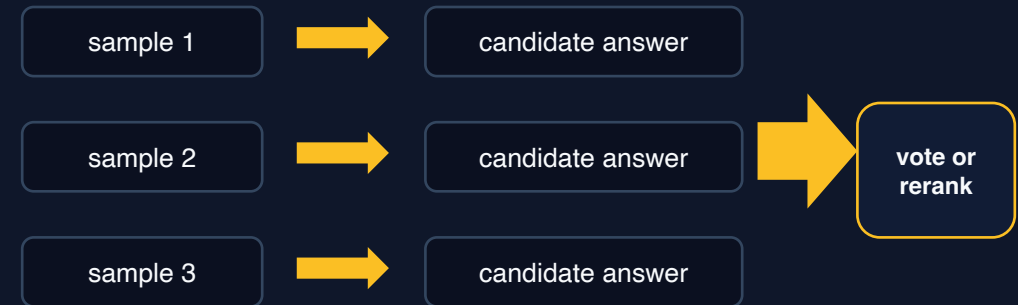 sample 1
candidate answer
sample 2
candidate answer
vote or
rerank
sample 3
candidate answer